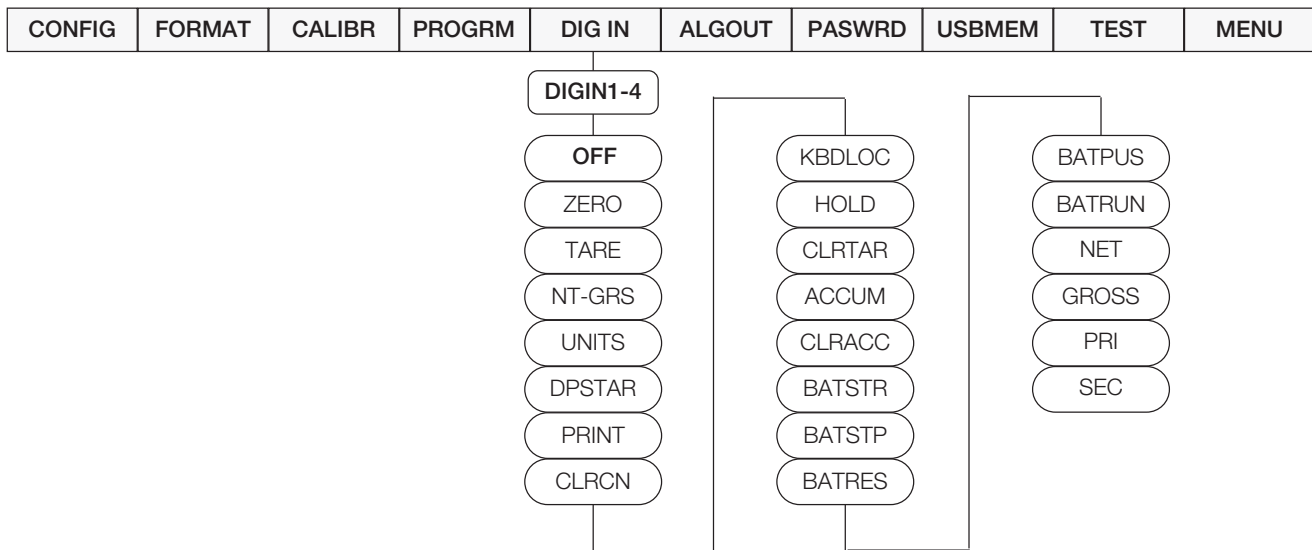 CONFIG FORMAT CALIBR PROGRM DIG IN ALGOUT PASWRD USBMEM TEST MENU
DIGIN1-4
OFF
ZERO
TARE
NT-GRS
UNITS
DPSTAR
PRINT
CLRCN
KBDLOC
HOLD
CLRTAR
ACCUM
CLRACC
BATSTR
BATSTP
BATRES
BATPUS
BATRUN
NET
GROSS
PRI
SEC